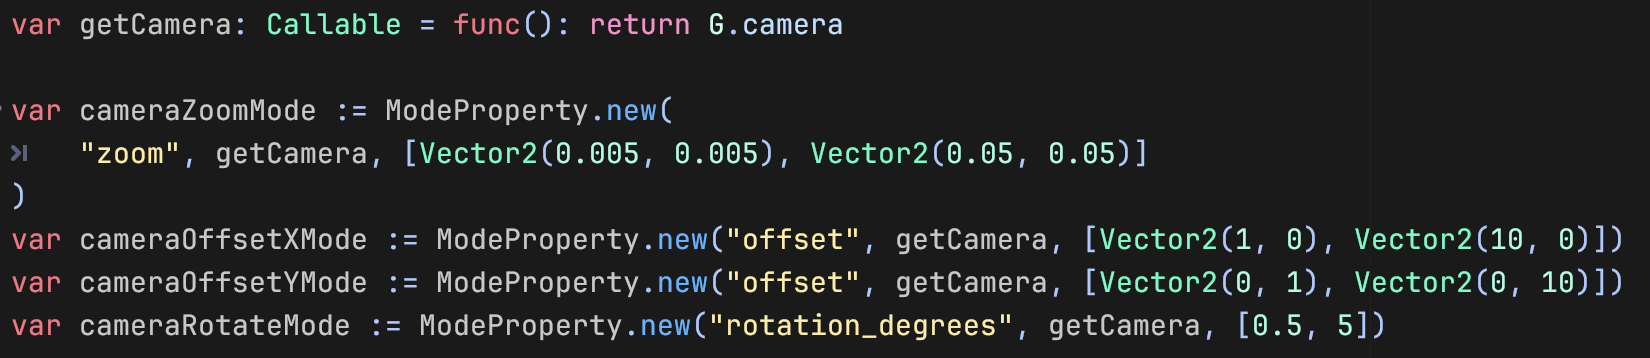 var getCamera: Callable = func(): return G.camera
var cameraZoomMode := ModeProperty.new(
"zoom", getCamera, [Vector2(0.005, 0.005), Vector2(0.05, 0.05)]
)
var cameraOffsetXMode := ModeProperty.new("offset", getCamera, [Vector2(1, 0), Vector2(10, 0)])
var cameraOffsetYMode := ModeProperty.new("offset", getCamera, [Vector2(0, 1), Vector2(0, 10)])
var cameraRotateMode := ModeProperty.new("rotation_degrees", getCamera, [0.5, 5])